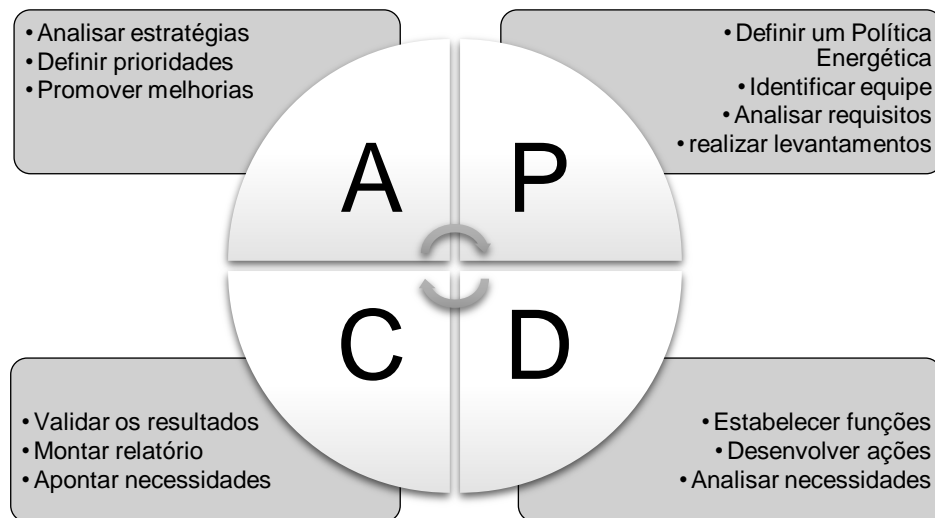 • Analisar estratégias
• Definir prioridades
• Promover melhorias
• Definir um Política
Energética
• Identificar equipe
• Analisar requisitos
• realizar levantamentos
A
P
C
D
• Validar os resultados
• Montar relatório
• Apontar necessidades
• Estabelecer funções
• Desenvolver ações
• Analisar necessidades